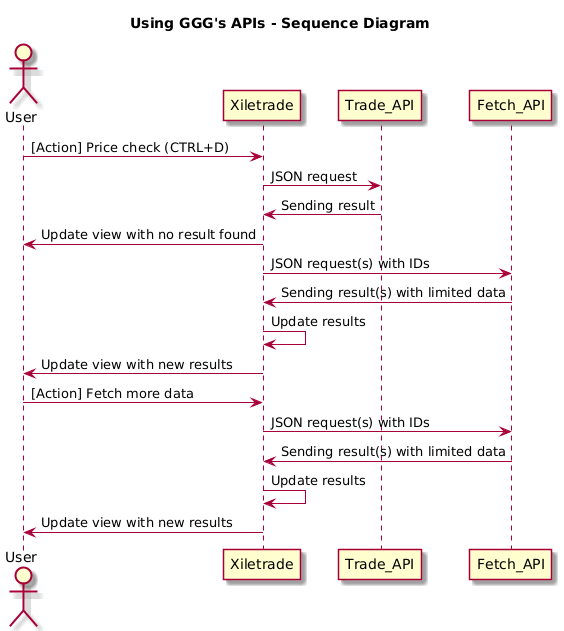 Using GGG's APIs - Sequence Diagram
User
Xiletrade
Trade_API
Fetch_API
[Action] Price check (CTRL+D)
JSON request
Sending result
Update view with no result found
JSON request(s) with IDs
Sending result(s) with limited data
Update results
Update view with new results
[Action] Fetch more data
JSON request(s) with IDs
Sending result(s) with limited data
Update results
Update view with new results
User
Xiletrade
Trade_API
Fetch_API